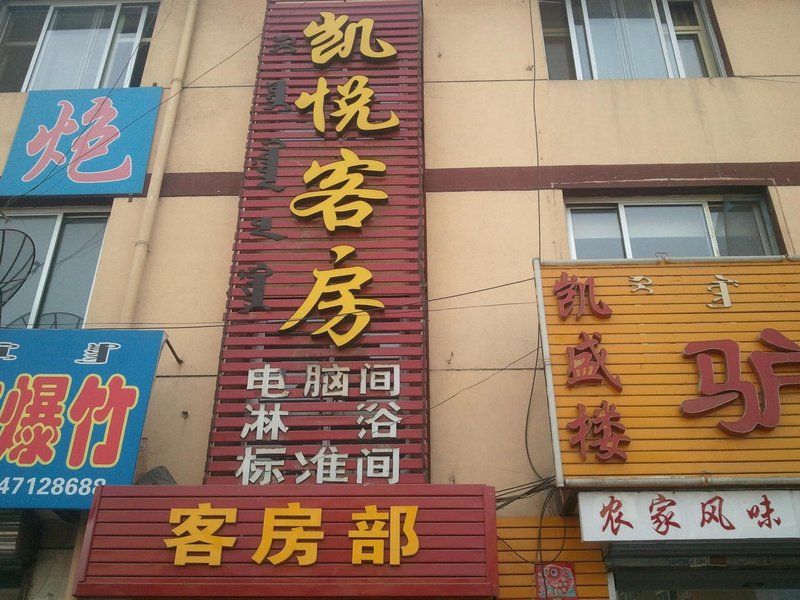 炮
爆竹
47128688
凯悦客房
电脑间
淋浴
标准间
客房部
凯盛楼
驴
农家风味